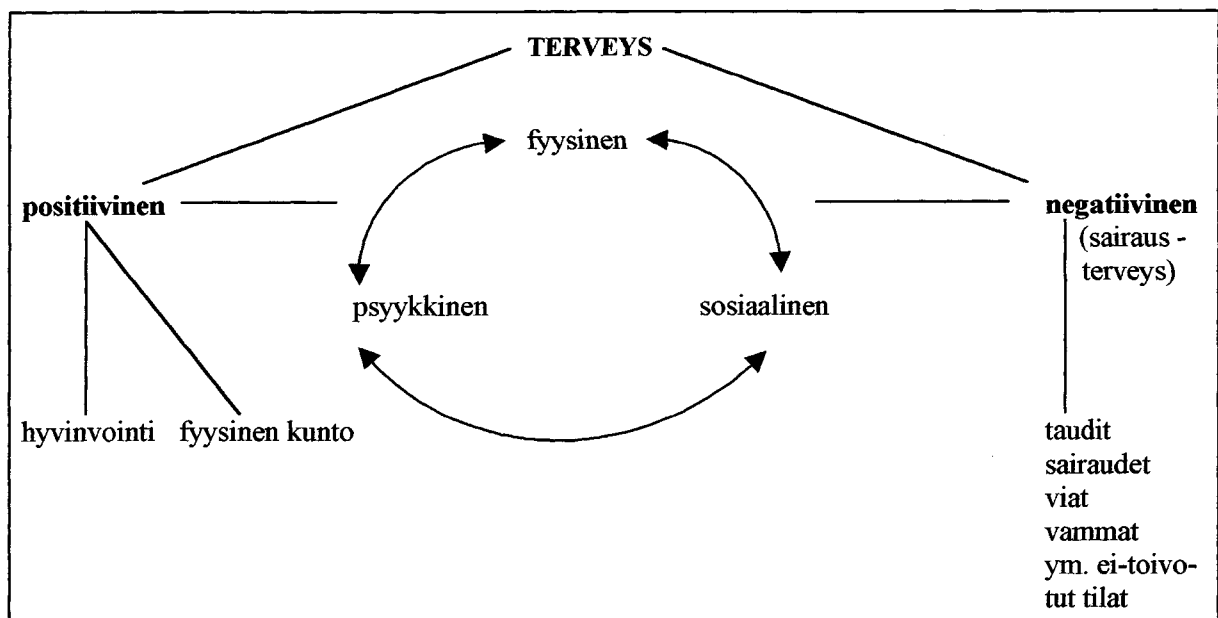 TERVEYS
fyysinen
positiivinen
negatiivinen
(sairaus -
terveys)
psyykkinen
sosiaalinen
hyvinvointi
fyysinen kunto
taudit
sairaudet
viat
vammat
ym. ei-toivo-
tut tilat